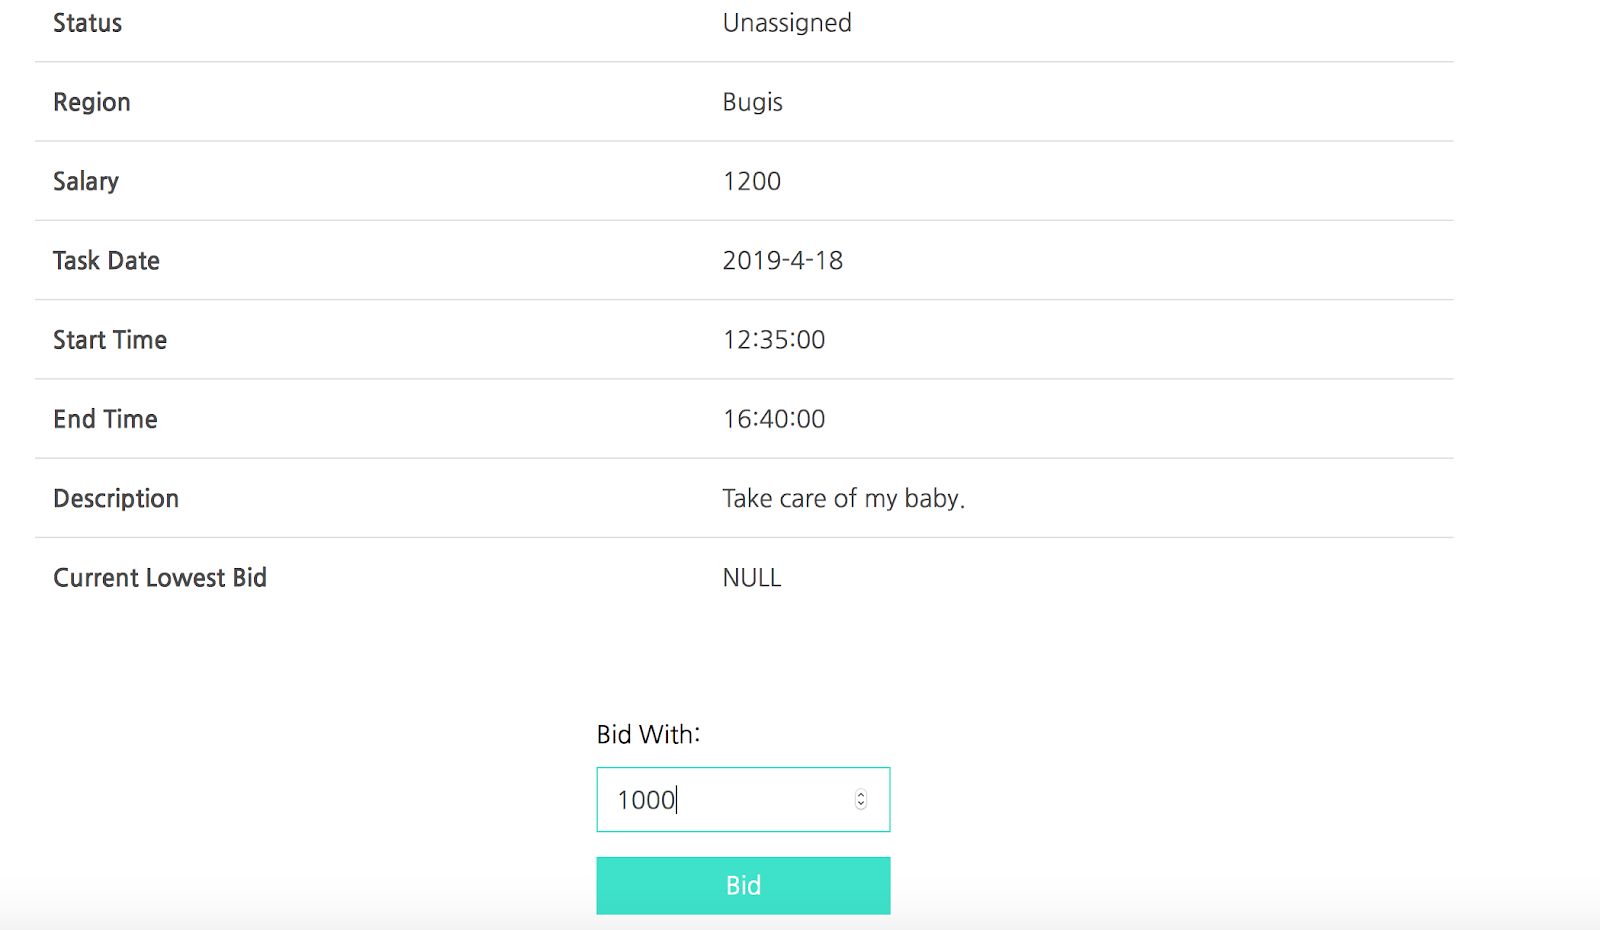 Status Unassigned
Region Bugis
Salary 1200
Task Date 2019-4-18
Start Time 12:35:00
End Time 16:40:00
Description Take care of my baby.
Current Lowest Bid NULL
Bid With:
1000
Bid